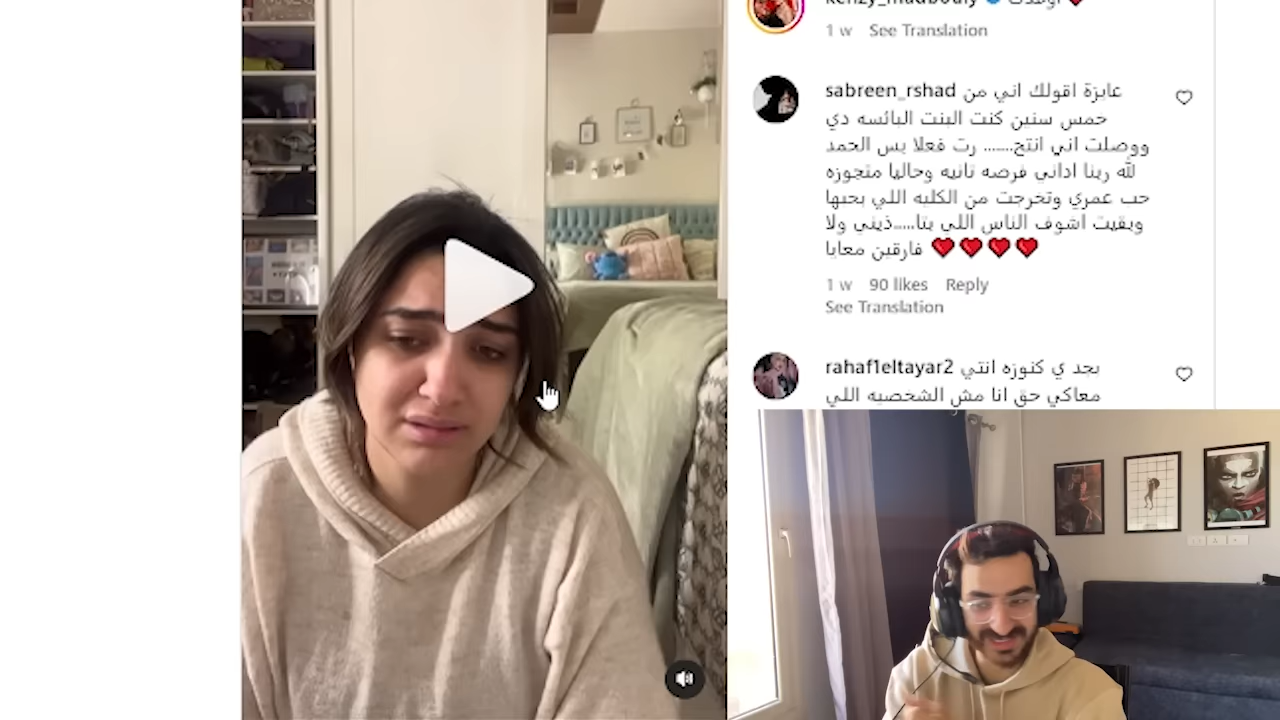 kenzy_madbouly
1 w See Translation
sabreen_rshad عايزة اقولك اني من
خمس سنين كنت البنت البائسه دي
ووصلت اني انتح....... رت فعلا بس الحمد
لله ربنا اداني فرصه تانيه وحاليا متجوزه
حب عمري وتخرجت من الكليه اللي بحبها
وبقيت اشوف الناس اللي بتا.....ذيني ولا
فارقين معايا ❤❤❤❤
1 w 90 likes Reply
See Translation
rahaf1eltayar2 بجد ي كنوزه انتي
معاكي حق انا مش الشخصيه اللي